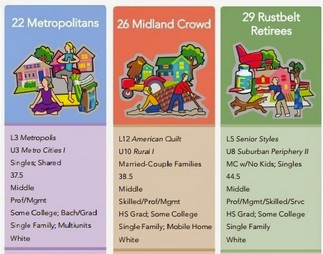 22 Metropolitans
L3 Metropolis
U3 Metro Cities I
Singles; Shared
37.5
Middle
Prof/Mgmt
Some College; Bach/Grad
Single Family; Multiunits
White
26 Midland Crowd
L12 American Quilt
U10 Rural I
Married-Couple Families
38.5
Middle
Skilled/Prof/Mgmt
HS Grad; Some College
Single Family; Mobile Home
White
29 Rustbelt
Retirees
L5 Senior Styles
U8 Suburban Periphery II
MC w/No Kids; Singles
44.5
Middle
Prof/Mgmt/Skilled/Srvc
HS Grad; Some College
Single Family
White